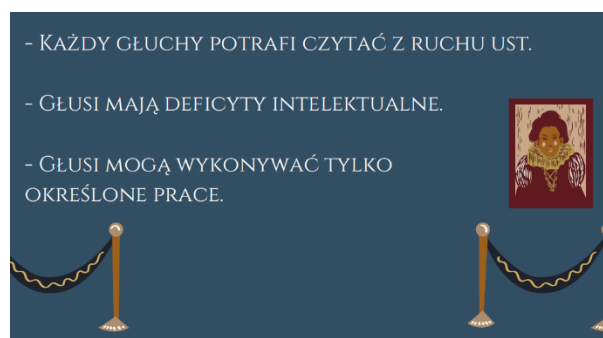 - Każdy głuchy potrafi czytać z ruchu ust.
- Głusi mają deficyty intelektualne.
- Głusi mogą wykonywać tylko
określone prace.